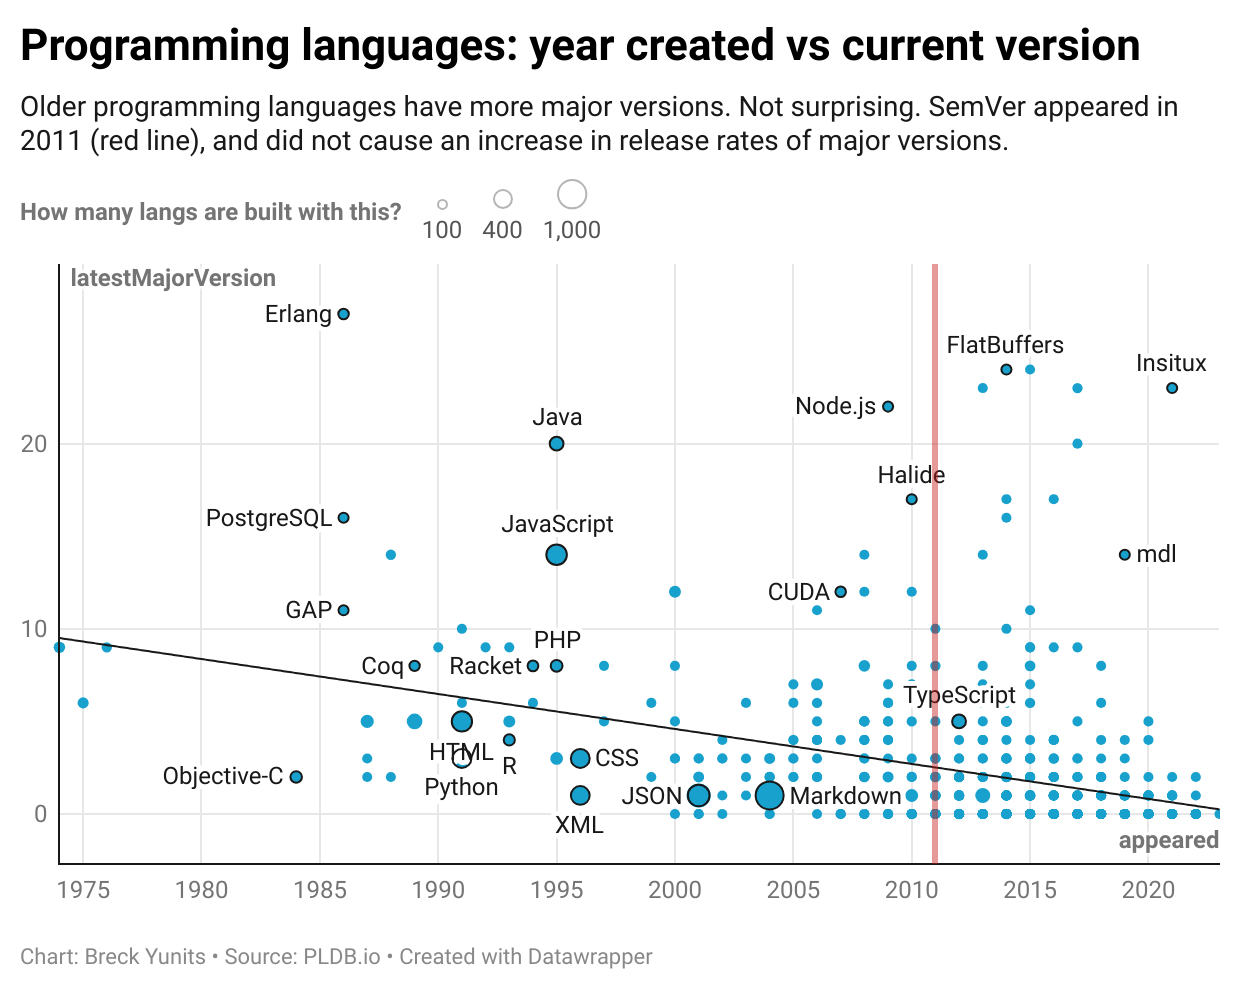 Programming languages: year created vs current version
Older programming languages have more major versions. Not surprising. SemVer appeared in
2011 (red line), and did not cause an increase in release rates of major versions.
How many langs are built with this?
100 400 1,000
latestMajorVersion
Erlang
FlatBuffers
Insitux
Node.js
Java
20
Halide
PostgreSQL
JavaScript
mdl
CUDA
GAP
10
PHP
Coq
Racket
TypeScript
HTML
R
CSS
Objective-C
Python
JSON
Markdown
0
XML
appeared
1975 1980 1985 1990 1995 2000 2005 2010 2015 2020
Chart: Breck Yunits • Source: PLDB.io • Created with Datawrapper